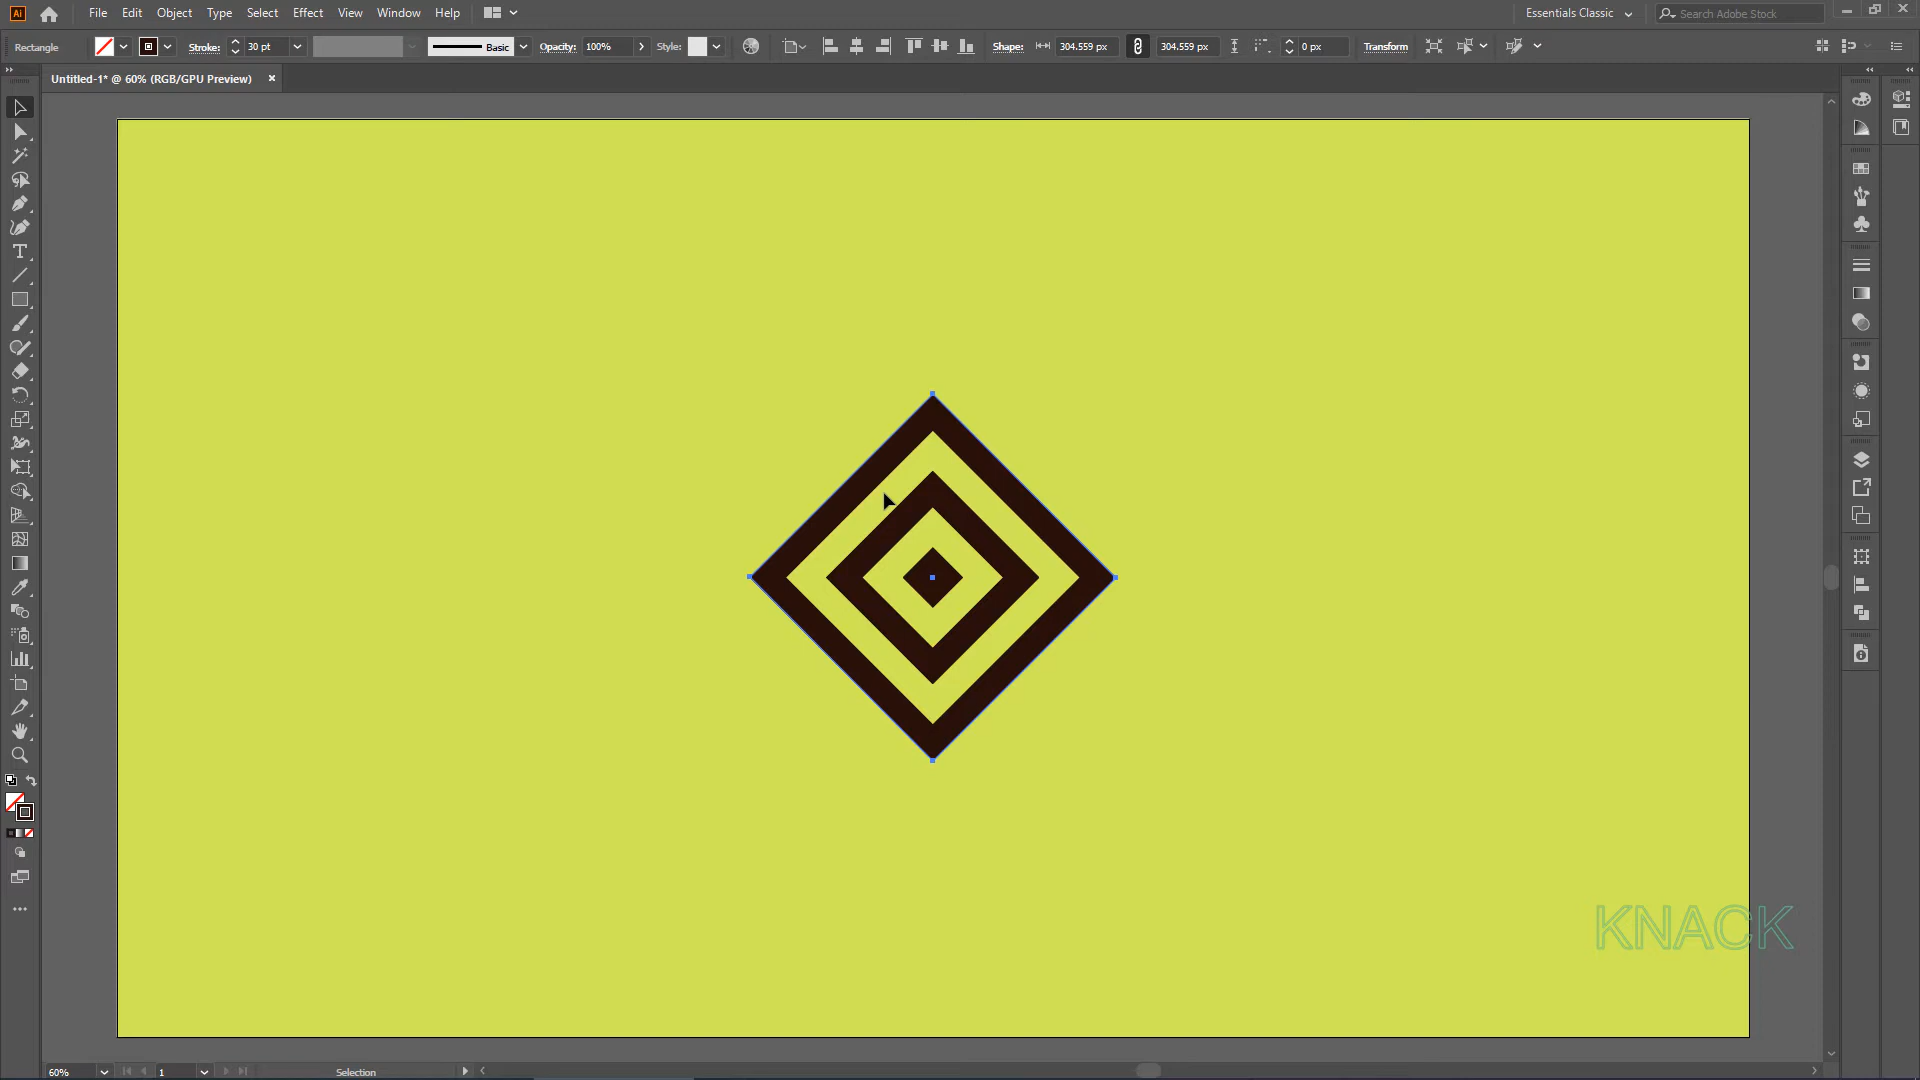 Ai File Edit Object Type Select Effect View Window Help Essentials Classic Search Adobe Stock
Rectangle Stroke: 30 pt Basic Opacity: 100% Style: Shape: 304.559 px 304.559 px 0 px Transform
Untitled-1* @ 60% (RGB/GPU Preview)
KNACK
60% 1 Selection